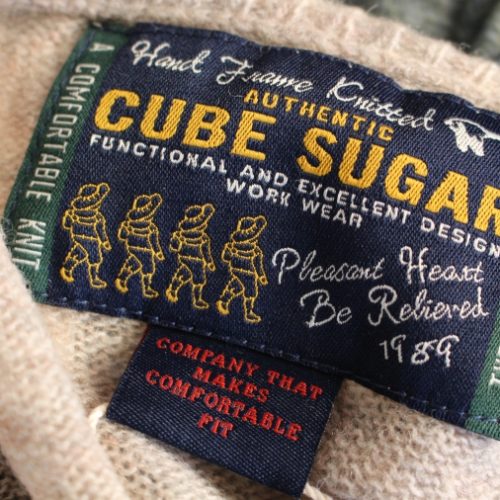 Hand Frame Knitted
AUTHENTIC
CUBE SUGAR
FUNCTIONAL AND EXCELLENT DESIGN
WORK WEAR
Pleasant Heart
Be Relieved
1989
A COMFORTABLE KNIT
COMPANY THAT
MAKES
COMFORTABLE
FIT